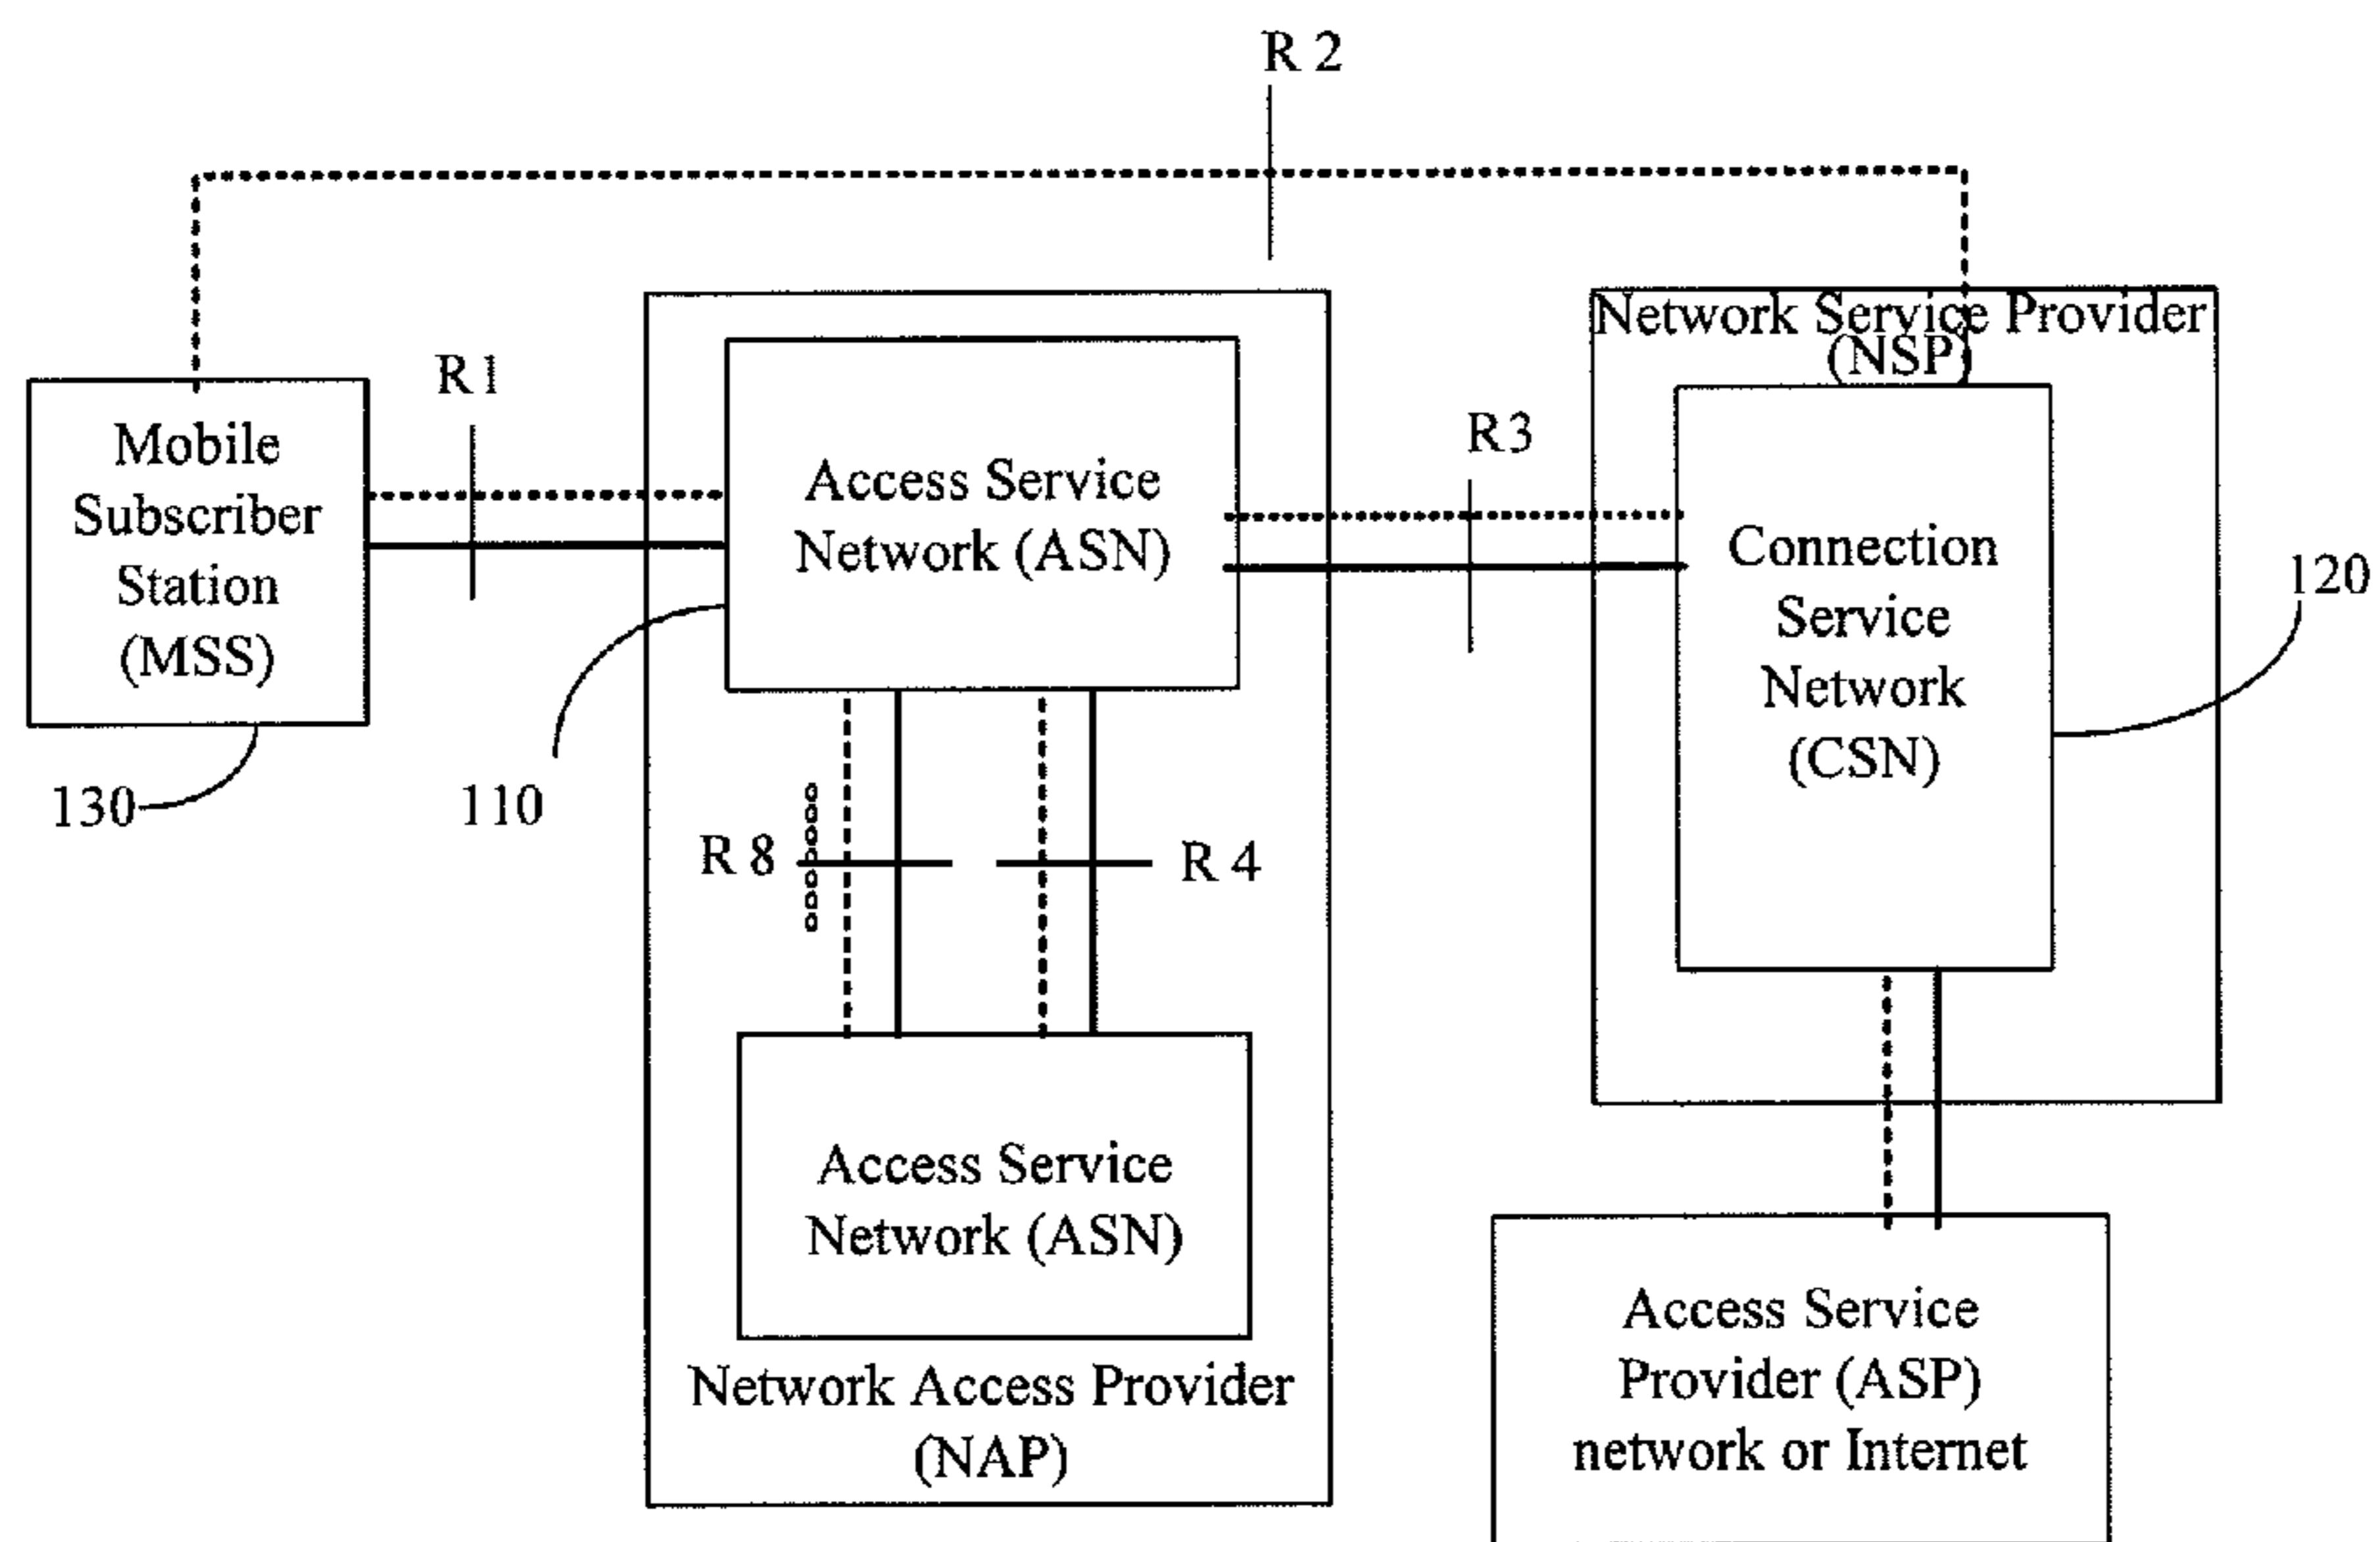 R 2
Network Service Provider
(NSP)
R1
Mobile
Subscriber
Station
(MSS)
Access Service
Network (ASN)
R3
Connection
Service
Network
(CSN)
120
130
110
R 8
R 4
Access Service
Network (ASN)
Network Access Provider
(NAP)
Access Service
Provider (ASP)
network or Internet